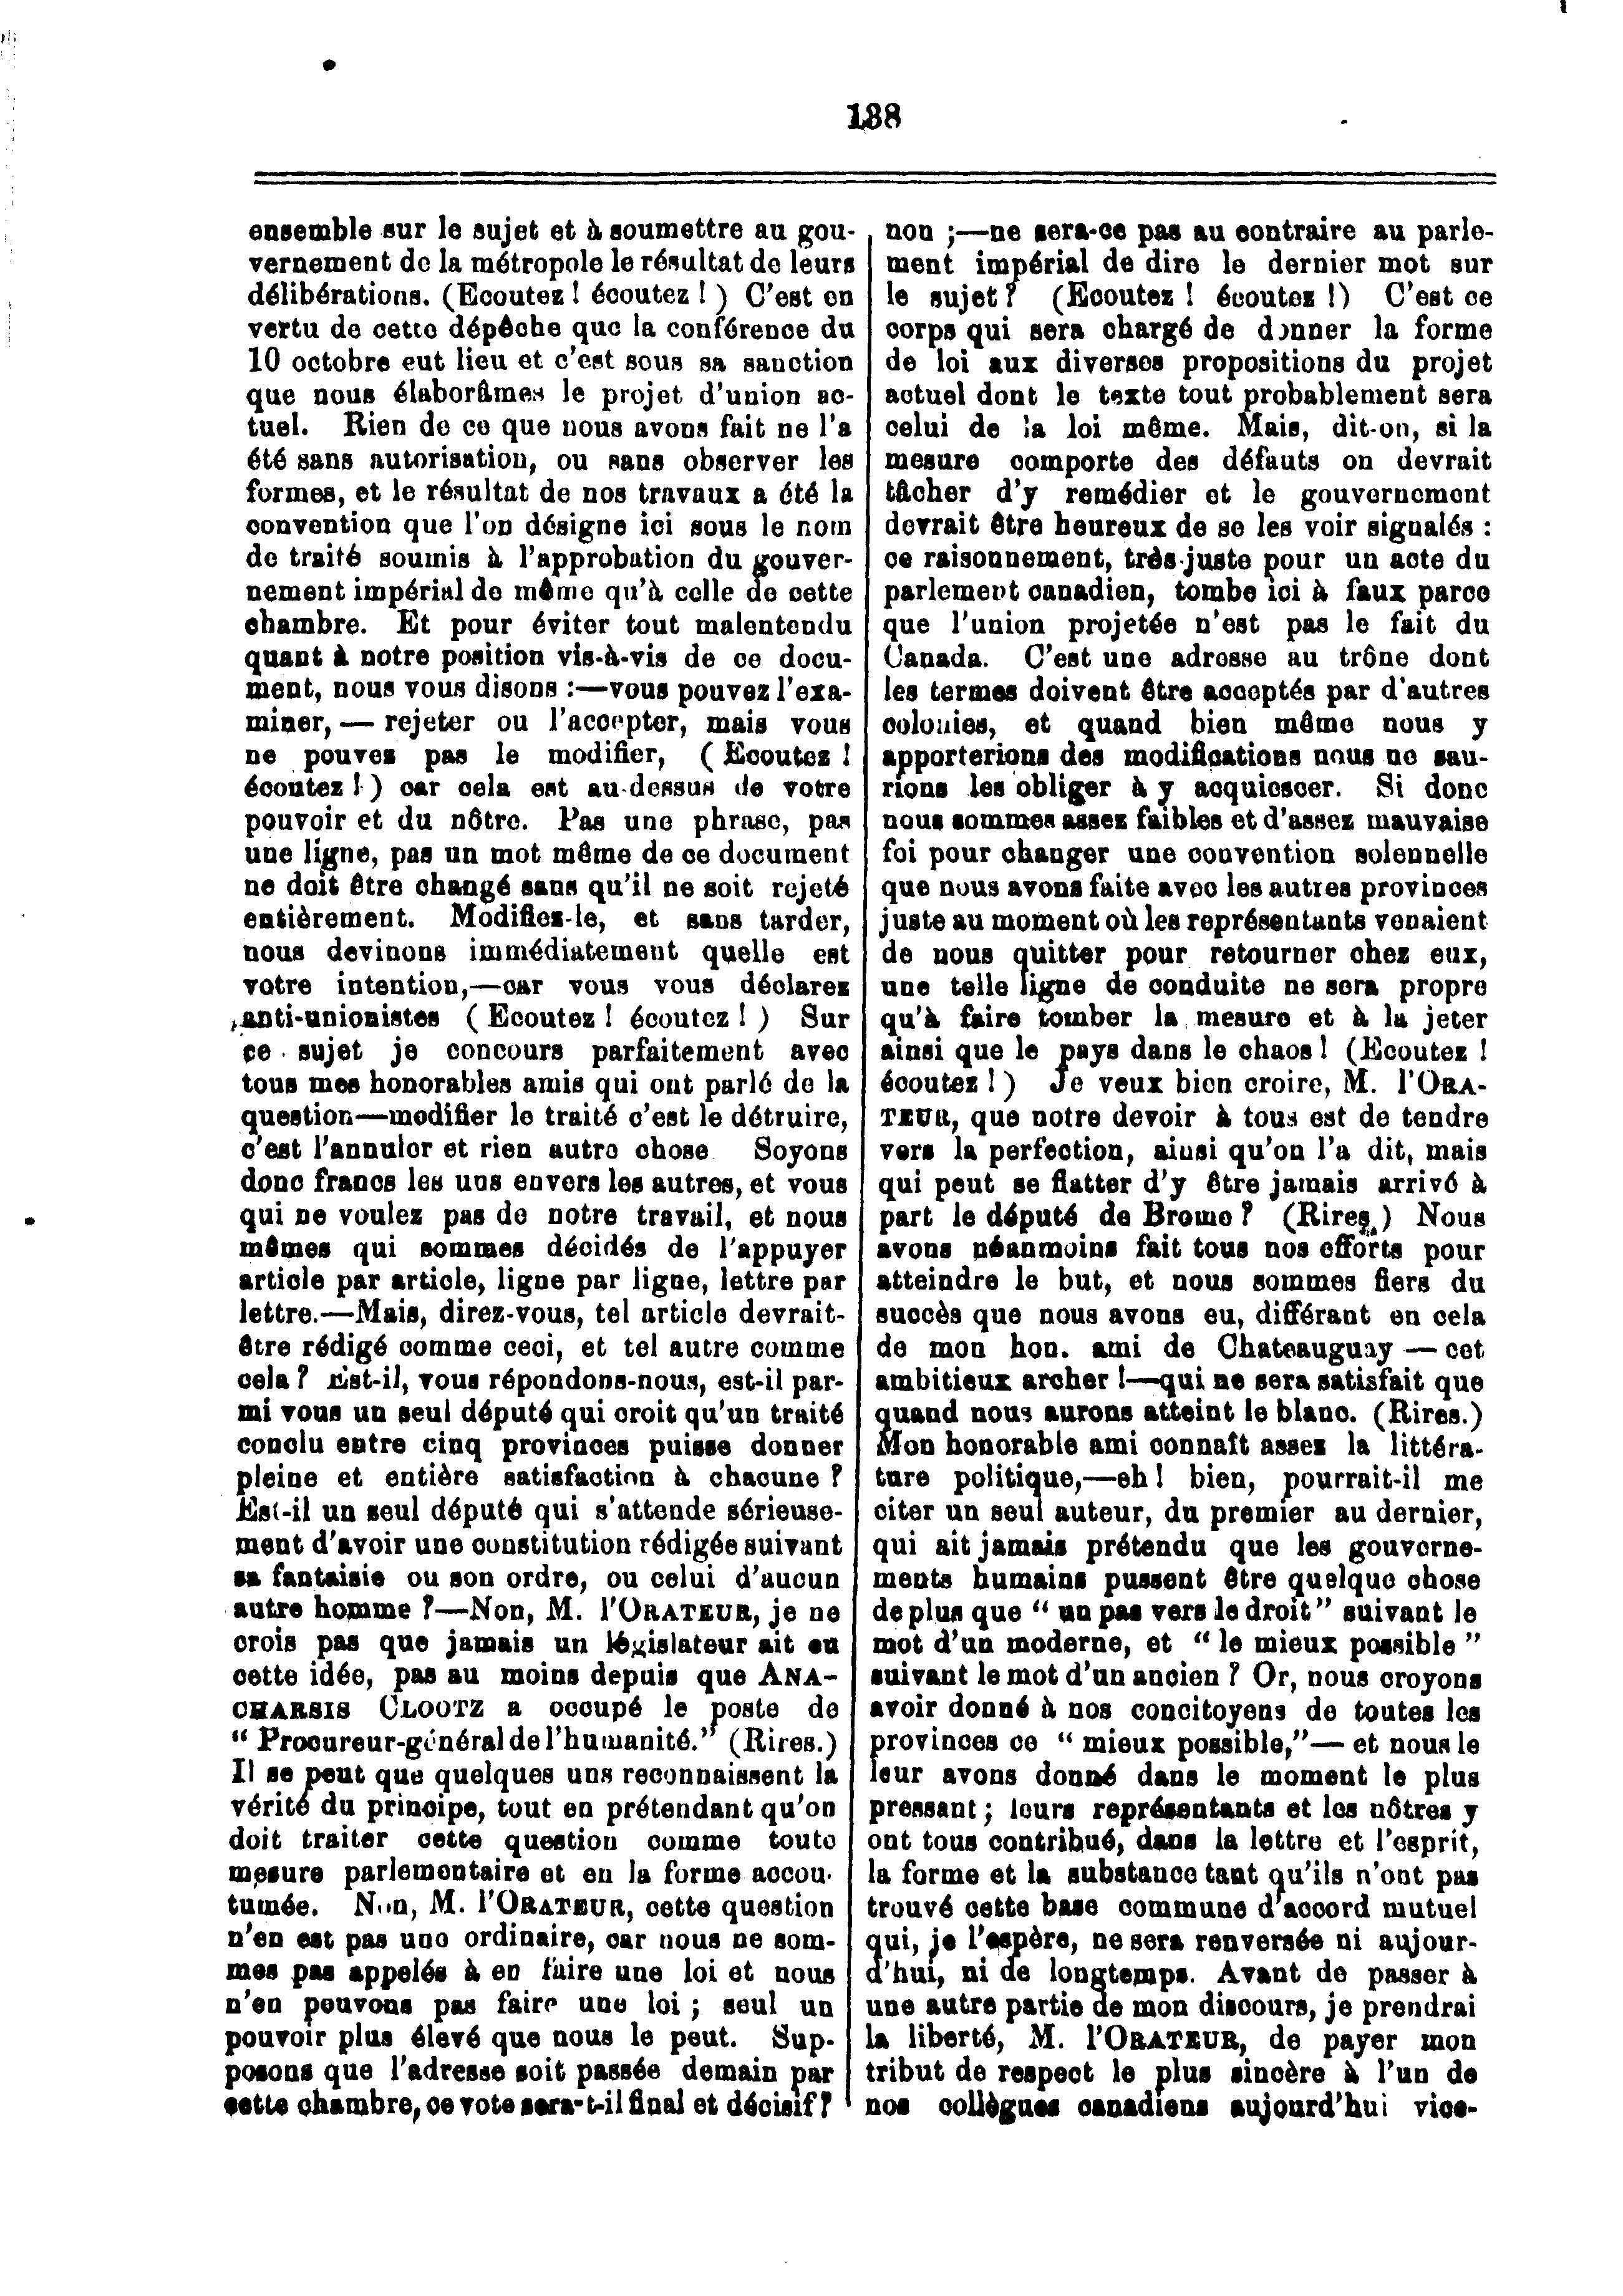 138
ensemble sur le sujet et à soumettre au gou-
vernement de la métropole le résultat de leurs
délibérations. (Ecoutez ! écoutez ! ) C'est en
vertu de cette dépêche que la conférence du
10 octobre eut lieu et c'est sous sa sanction
que nous élaborâmes le projet d'union ac-
tuel. Rien de ce que nous avons fait ne l'a
été sans autorisation, ou sans observer les
formes, et le résultat de nos travaux a été la
convention que l'on désigne ici sous le nom
de traité soumis à l'approbation du gouver-
nement impérial de même qu'à celle de cette
chambre. Et pour éviter tout malentendu
quant à notre position vis-à-vis de ce docu-
ment, nous vous disons :—vous pouvez l'exa-
miner, — rejeter ou l'accepter, mais vous
ne pouvez pas le modifier, ( Ecoutez !
écoutez ! ) car cela est au-dessus de votre
pouvoir et du nôtre. Pas une phrase, pas
une ligne, pas un mot même de ce document
ne doit être changé sans qu'il ne soit rejeté
entièrement. Modifiez-le, et sans tarder,
nous devinons immédiatement quelle est
votre intention,—car vous vous déclarez
anti-unionistes ( Ecoutez ! écoutez ! ) Sur
ce sujet je concours parfaitement avec
tous mes honorables amis qui ont parlé de la
question—modifier le traité c'est le détruire,
c'est l'annuler et rien autre chose Soyons
donc francs les uns envers les autres, et vous
qui ne voulez pas de notre travail, et nous
mêmes qui sommes décidés de l'appuyer
article par article, ligne par ligne, lettre par
lettre.—Mais, direz-vous, tel article devrait-
être rédigé comme ceci, et tel autre comme
cela ? Est-il, vous répondons-nous, est-il par-
mi vous un seul député qui croit qu'un traité
conclu entre cinq provinces puisse donner
pleine et entière satisfaction à chacune ?
Est-il un seul député qui s'attende sérieuse-
ment d'avoir une constitution rédigée suivant
sa fantaisie ou son ordre, ou celui d'aucun
autre homme ?—Non, M. l'ORATEUR, je ne
crois pas que jamais un législateur ait eu
cette idée, pas au moins depuis que ANA-
CHARSIS CLOOTZ a occupé le poste de
" Procureur-général de l'humanité." (Rires.)
Il se peut que quelques uns reconnaissent la
vérité du principe, tout en prétendant qu'on
doit traiter cette question comme toute
mesure parlementaire et en la forme accou-
tumée. Non, M. l'ORATEUR, cette question
n'en est pas une ordinaire, car nous ne som-
mes pas appelés à en faire une loi et nous
n'en pouvons pas faire une loi ; seul un
pouvoir plus élevé que nous le peut. Sup-
posons que l'adresse soit passée demain par
cette chambre, ce vote sera-t-il final et décisif ?
non ;—ne sera-ce pas au contraire au parle-
ment impérial de dire le dernier mot sur
le sujet ? (Ecoutez ! écoutez !) C'est ce
corps qui sera chargé de donner la forme
de loi aux diverses propositions du projet
actuel dont le texte tout probablement sera
celui de la loi même. Mais, dit-on, si la
mesure comporte des défauts on devrait
tâcher d'y remédier et le gouvernement
devrait être heureux de se les voir signalés :
ce raisonnement, très-juste pour un acte du
parlement canadien, tombe ici à faux parce
que l'union projetée n'est pas le fait du
Canada. C'est une adresse au trône dont
les termes doivent être acceptés par d'autres
colonies, et quand bien même nous y
apporterions des modifications nous ne sau-
rions les obliger à y acquiescer. Si donc
nous sommes assez faibles et d'assez mauvaise
foi pour changer une convention solennelle
que nous avons faite avec les autres provinces
juste au moment où les représentants venaient
de nous quitter pour retourner chez eux,
une telle ligne de conduite ne sera propre
qu'à faire tomber la mesure et à la jeter
ainsi que le pays dans le chaos ! (Ecoutez !
écoutez ! ) Je veux bien croire, M. l'ORA-
TEUR, que notre devoir à tous est de tendre
vers la perfection, ainsi qu'on l'a dit, mais
qui peut se flatter d'y être jamais arrivé à
part le député de Brome ? (Rires.) Nous
avons néanmoins fait tous nos efforts pour
atteindre le but, et nous sommes fiers du
succès que nous avons eu, différant en cela
de mon hon. ami de Chateauguay — cet
ambitieux archer !—qui ne sera satisfait que
quand nous aurons atteint le blanc. (Rires.)
Mon honorable ami connaît assez la littéra-
ture politique,—eh ! bien, pourrait-il me
citer un seul auteur, du premier au dernier,
qui ait jamais prétendu que les gouverne-
ments humains pussent être quelque chose
de plus que " un pas vers le droit " suivant le
mot d'un moderne, et " le mieux possible "
suivant le mot d'un ancien ? Or, nous croyons
avoir donné à nos concitoyens de toutes les
provinces ce " mieux possible,"— et nous le
leur avons donné dans le moment le plus
pressant ; leurs représentants et les nôtres y
ont tous contribué, dans la lettre et l'esprit,
la forme et la substance tant qu'ils n'ont pas
trouvé cette base commune d'accord mutuel
qui, je l'espère, ne sera renversée ni aujour-
d'hui, ni de longtemps. Avant de passer à
une autre partie de mon discours, je prendrai
la liberté, M. l'ORATEUR, de payer mon
tribut de respect le plus sincère à l'un de
nos collègues canadiens aujourd'hui vice-